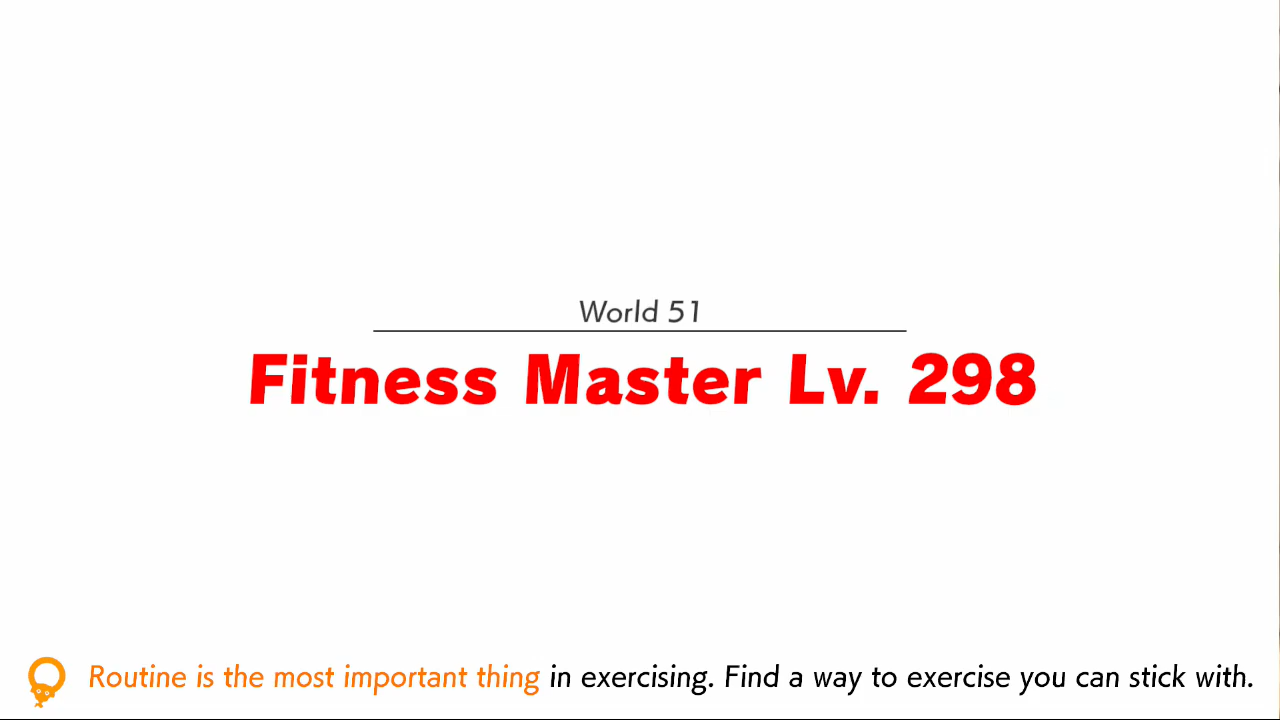 World 51
Fitness Master Lv. 298
Routine is the most important thing in exercising. Find a way to exercise you can stick with.